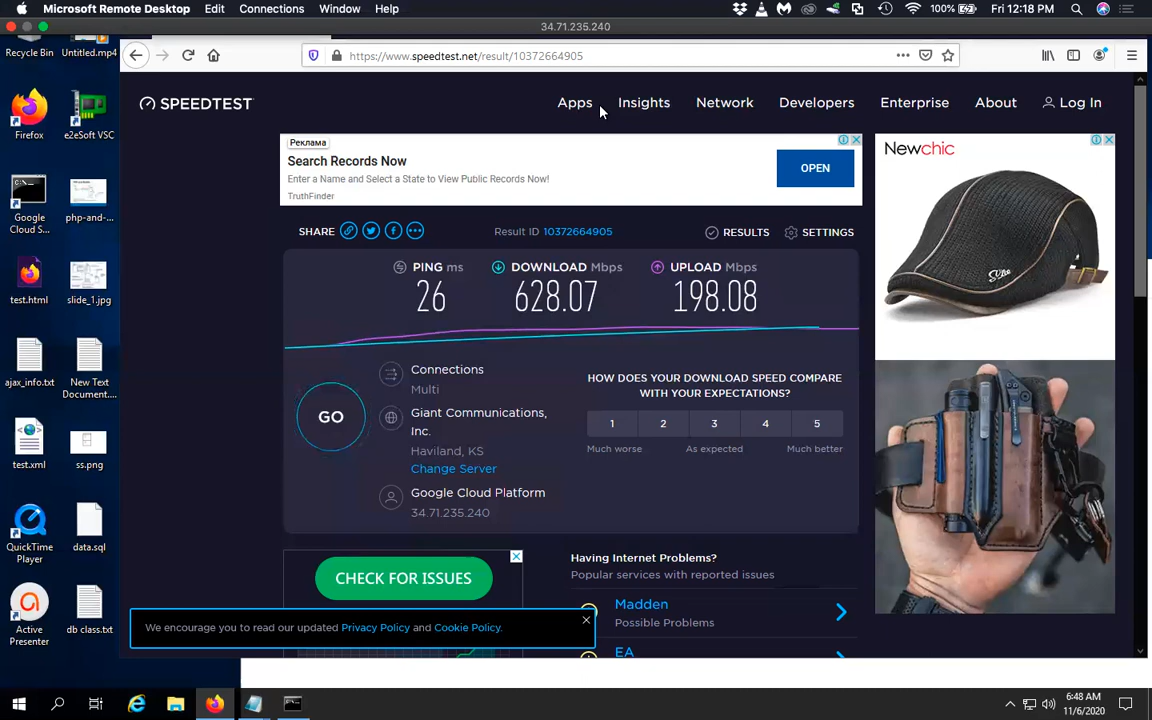 Microsoft Remote Desktop Edit Connections Window Help 100% Fri 12:18 PM
34.71.235.240
Recycle Bin Untitled.mp4
https://www.speedtest.net/result/10372664905
SPEEDTEST Apps Insights Network Developers Enterprise About Log In
Firefox e2eSoft VSC
Реклама
Search Records Now
Enter a Name and Select a State to View Public Records Now!
TruthFinder
OPEN
Newchic
Google Cloud S... php-and-...
SHARE Result ID 10372664905 RESULTS SETTINGS
PING ms DOWNLOAD Mbps UPLOAD Mbps
26 628.07 198.08
test.html slide_1.jpg
GO
Connections
Multi
Giant Communications, Inc.
Haviland, KS
Change Server
Google Cloud Platform
34.71.235.240
HOW DOES YOUR DOWNLOAD SPEED COMPARE
WITH YOUR EXPECTATIONS?
1 2 3 4 5
Much worse As expected Much better
ajax_info.txt New Text Document....
test.xml ss.png
QuickTime Player data.sql
Active Presenter db class.txt
CHECK FOR ISSUES
Having Internet Problems?
Popular services with reported issues
Madden
Possible Problems
EA
We encourage you to read our updated Privacy Policy and Cookie Policy.
6:48 AM
11/6/2020